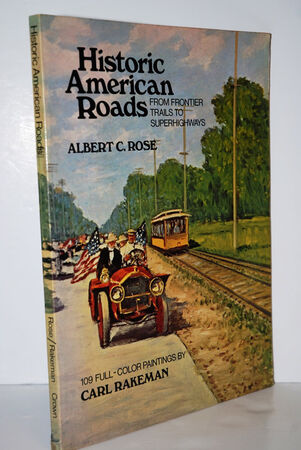 Historic
American
Roads
FROM FRONTIER
TRAILS TO
SUPERHIGHWAYS
ALBERT C. ROSE
109 FULL-COLOR PAINTINGS BY
CARL RAKEMAN
Historic American Roads
Rose/Rakeman Crown